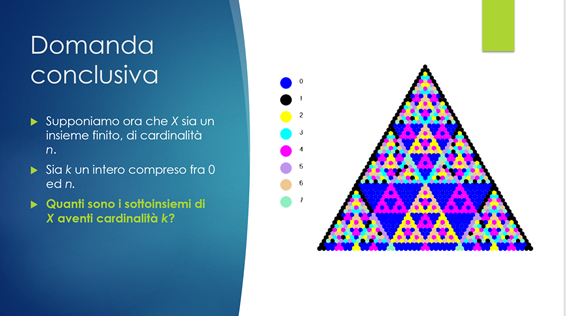 Domanda
conclusiva
Supponiamo ora che X sia un
insieme finito, di cardinalità
n.
Sia k un intero compreso fra 0
ed n.
Quanti sono i sottoinsiemi di
X aventi cardinalità k?
0
1
2
3
4
5
6
7